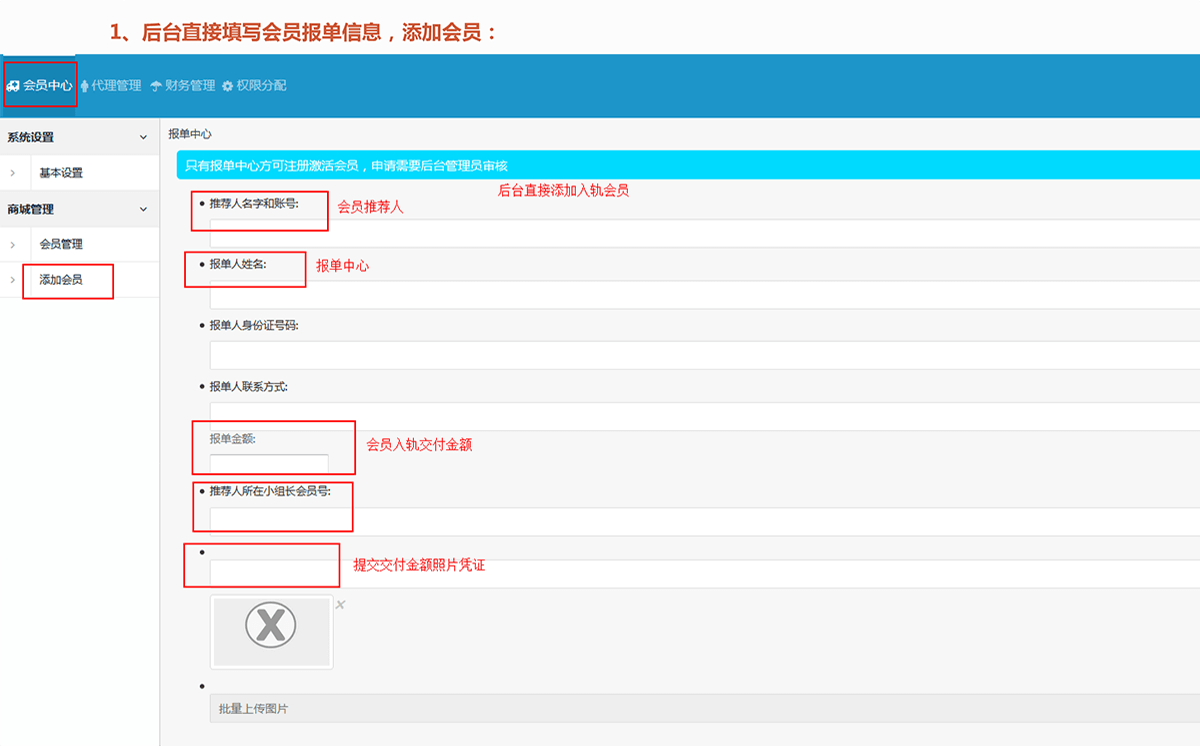 1、后台直接填写会员报单信息，添加会员：
会员中心 代理管理 财务管理 权限分配
系统设置
基本设置
商城管理
会员管理
添加会员
报单中心
只有报单中心方可注册激活会员，申请需要后台管理员审核
后台直接添加入轨会员
推荐人名字和账号: 会员推荐人
报单人姓名: 报单中心
报单人身份证号码:
报单人联系方式:
报单金额: 会员入轨交付金额
推荐人所在小组长会员号:
提交交付金额照片凭证
批量上传图片